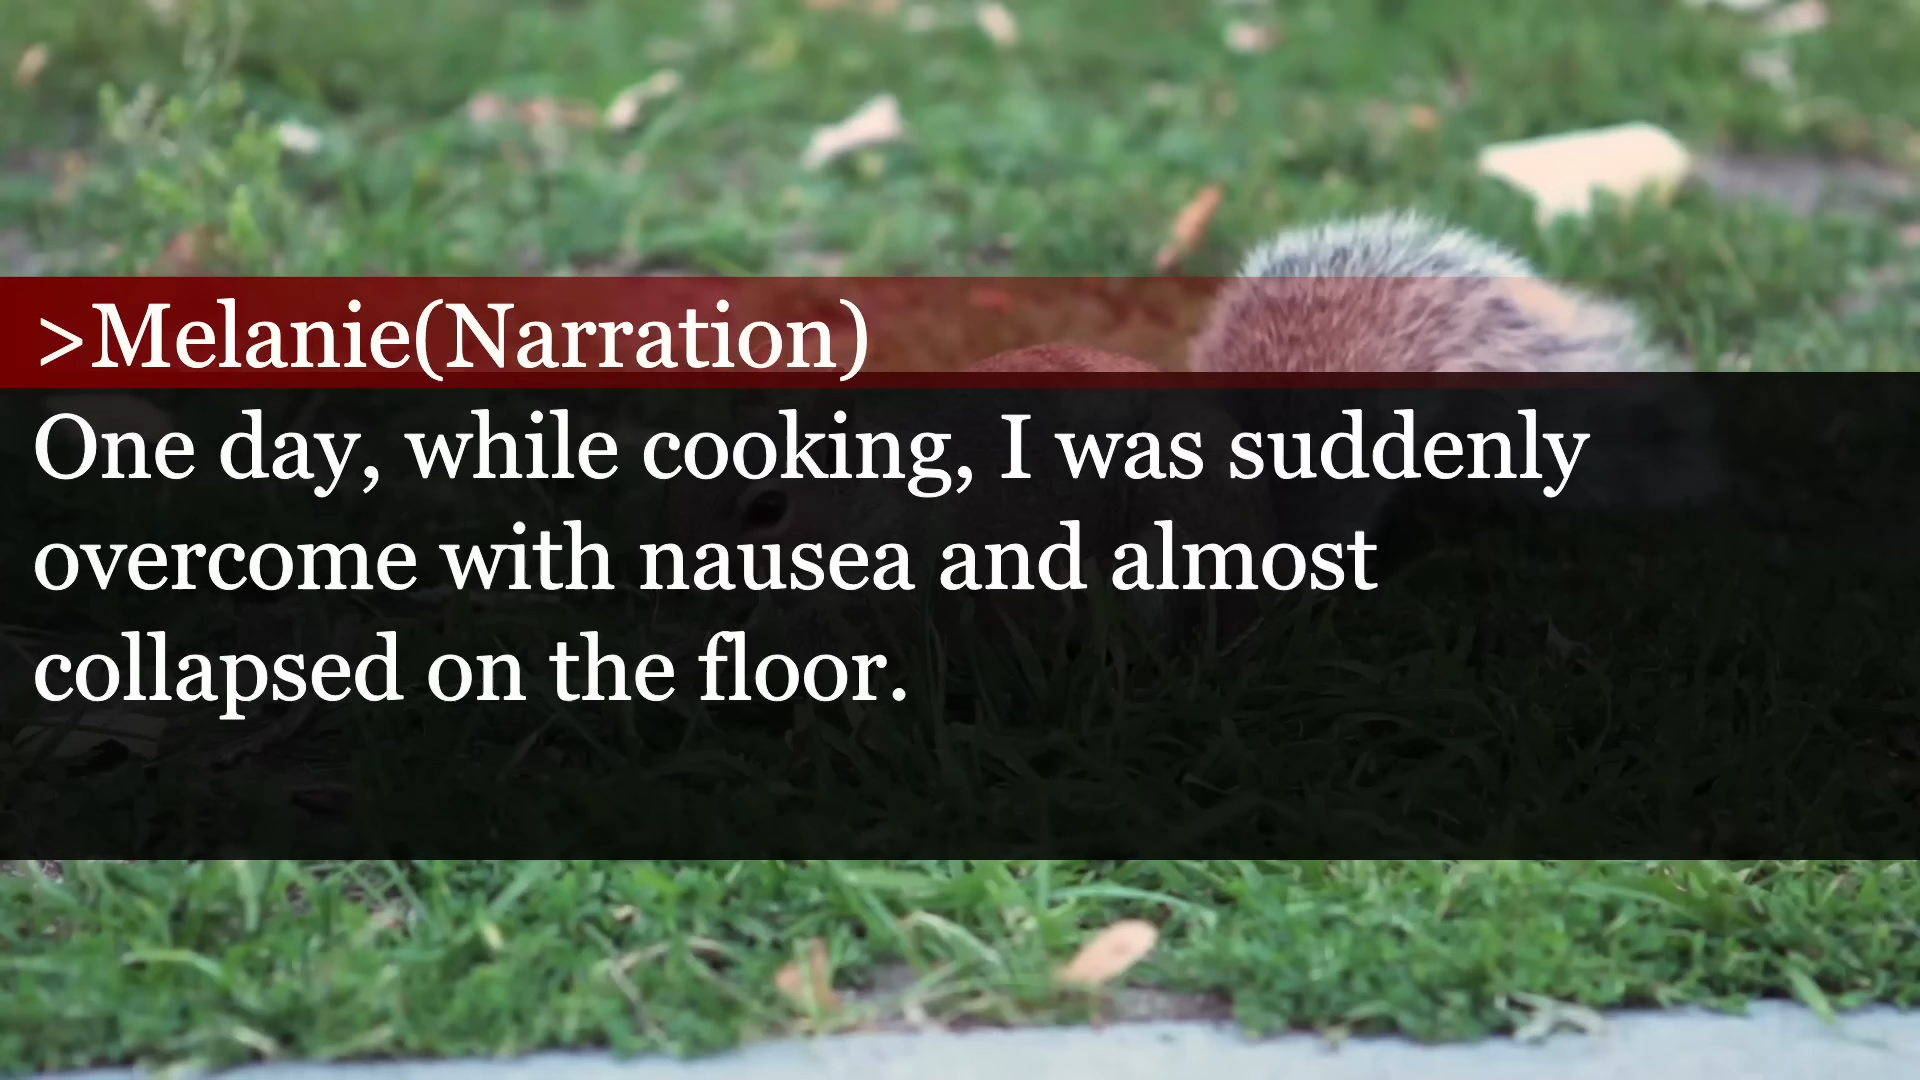 >Melanie(Narration)
One day, while cooking, I was suddenly
overcome with nausea and almost
collapsed on the floor.